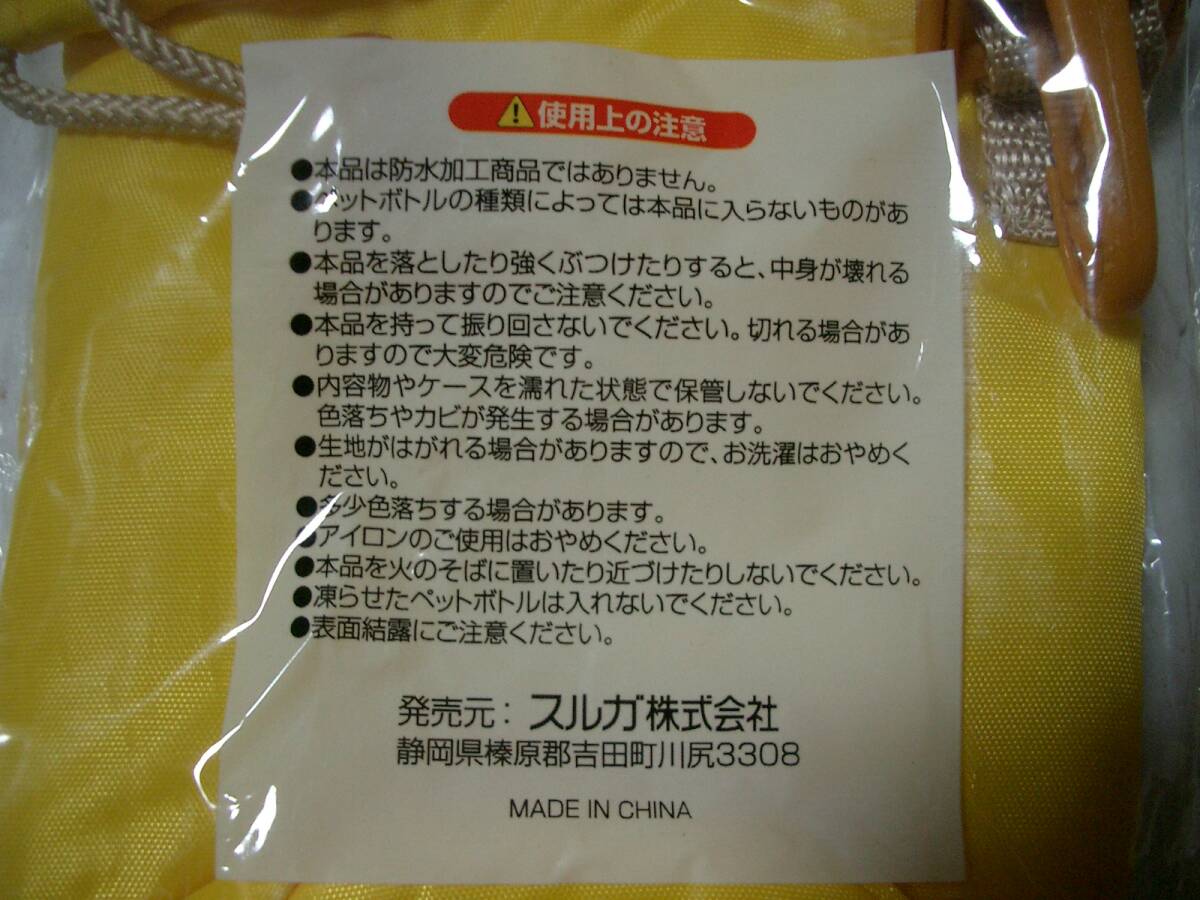 使用上の注意
●本品は防水加工商品ではありません。
●ペットボトルの種類によっては本品に入らないものがあ
ります。
●本品を落としたり強くぶつけたりすると、中身が壊れる
場合がありますのでご注意ください。
●本品を持って振り回さないでください。切れる場合があ
りますので大変危険です。
●内容物やケースを濡れた状態で保管しないでください。
色落ちやカビが発生する場合があります。
●生地がはがれる場合がありますので、お洗濯はおやめく
ださい。
●多少色落ちする場合があります。
●アイロンのご使用はおやめください。
●本品を火のそばに置いたり近づけたりしないでください。
●凍らせたペットボトルは入れないでください。
●表面結露にご注意ください。
発売元：スルガ株式会社
静岡県榛原郡吉田町川尻3308
MADE IN CHINA